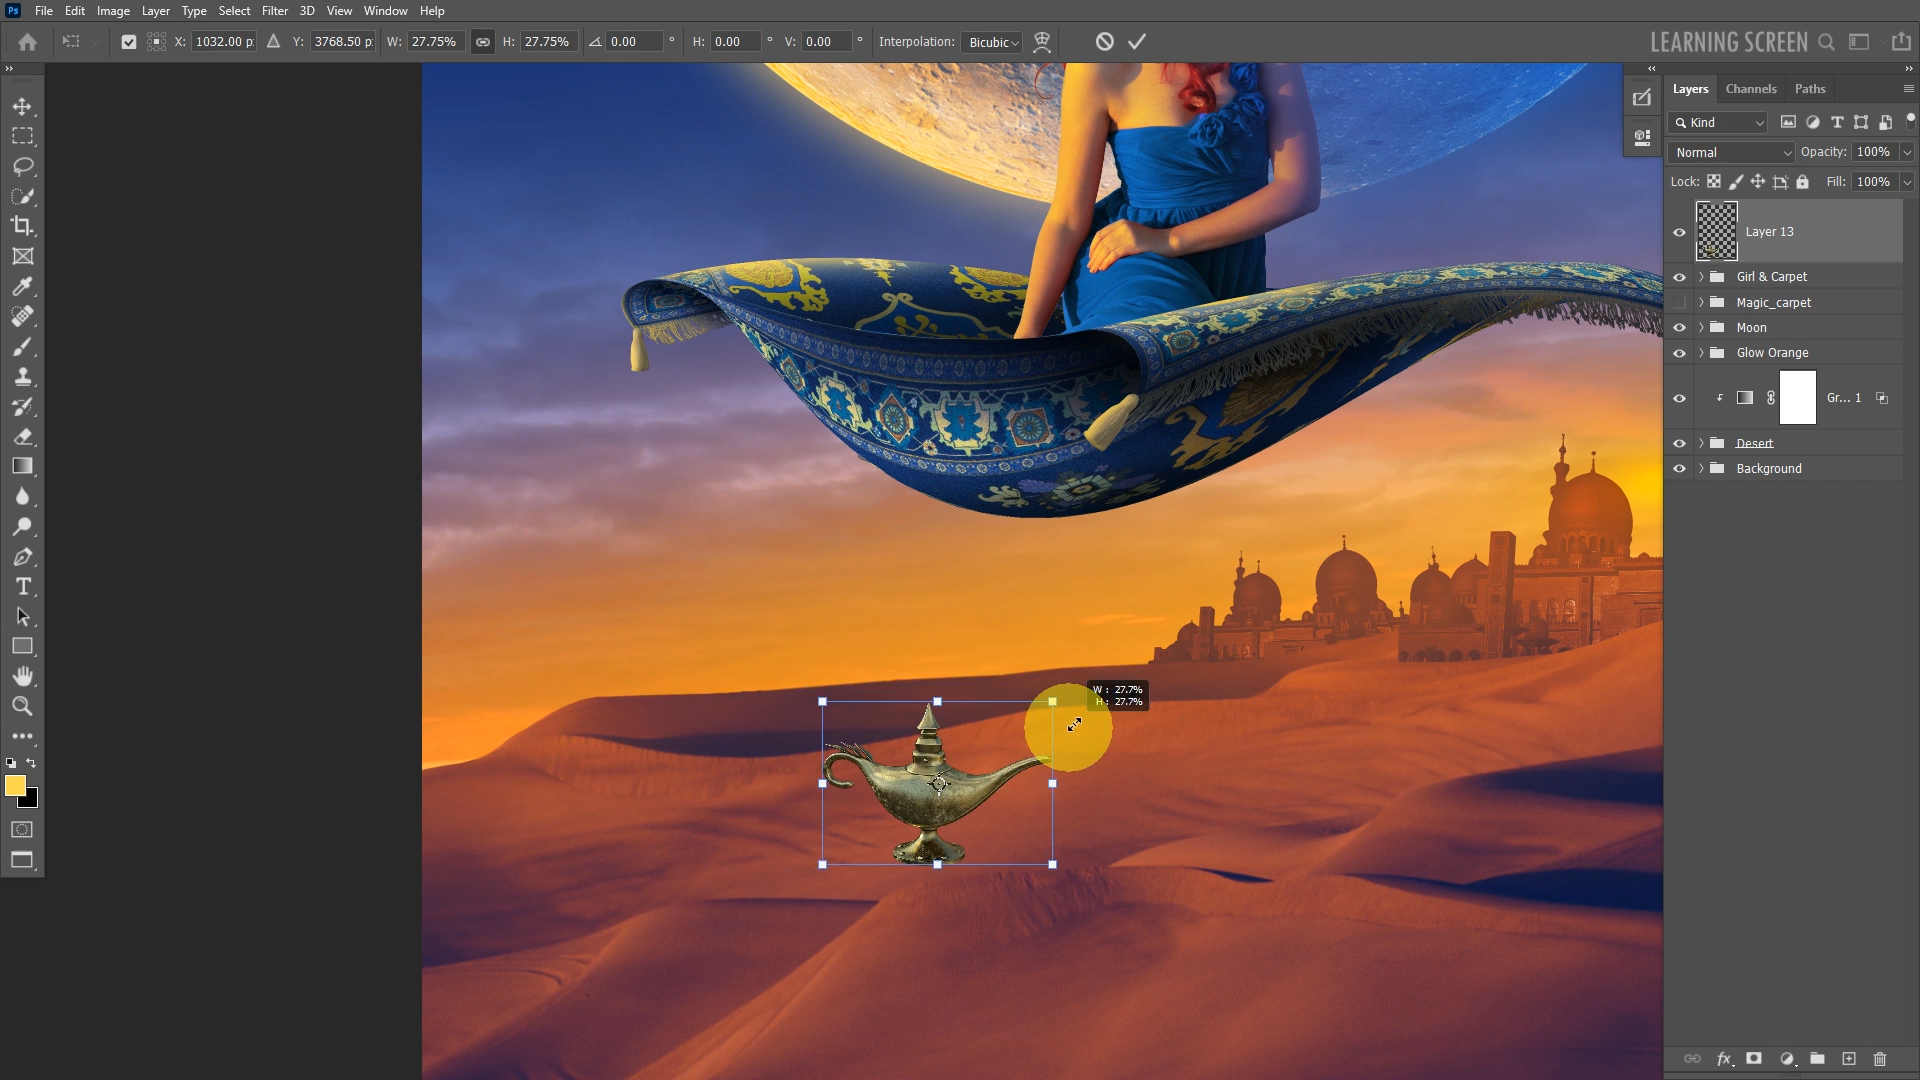 Ps File Edit Image Layer Type Select Filter 3D View Window Help
X: 1032.00 p: Y: 3768.50 p: W: 27.75% H: 27.75% 0.00 ° H: 0.00 ° V: 0.00 ° Interpolation: Bicubic LEARNING SCREEN
Layers Channels Paths
Kind
Normal Opacity: 100%
Lock: Fill: 100%
Layer 13
Girl & Carpet
Magic_carpet
Moon
Glow Orange
Gr... 1
Desert
Background
W : 27.7%
H : 27.7%
fx